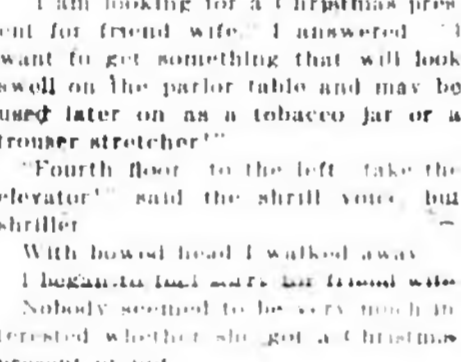 I am looking for a Christmas pres
ent for friend wife," I answered "I
want to get something that will look
swell on the parlor table and may be
used later on as a tobacco jar or a
trouser stretcher!"
"Fourth floor to the left take the
elevator!" said the shrill voice but
shriller
With bowed head I walked away
I began to feel sorry for friend wife
Nobody seemed to be very much in
terested whether she got a Christmas
present or not